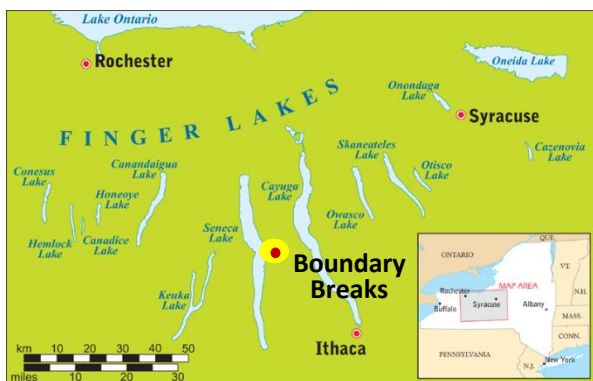 Lake Ontario
Rochester
Oneida Lake
Onondaga
Lake
Syracuse
FINGER LAKES
Cazenovia
Lake
Skaneateles
Lake
Otisco
Lake
Conesus
Lake
Canandaigua
Lake
Honeoye
Lake
Cayuga
Lake
Owasco
Lake
Hemlock
Lake
Canadice
Lake
Seneca
Lake
Keuka
Lake
Boundary
Breaks
Ithaca
km 10 20 30 40 50
miles 10 20 30
QUE.
ONTARIO
VT.
MAP AREA
N.H.
Rochester
Syracuse
Buffalo
Albany
MASS.
CONN.
PENNSYLVANIA
New York
N.J.